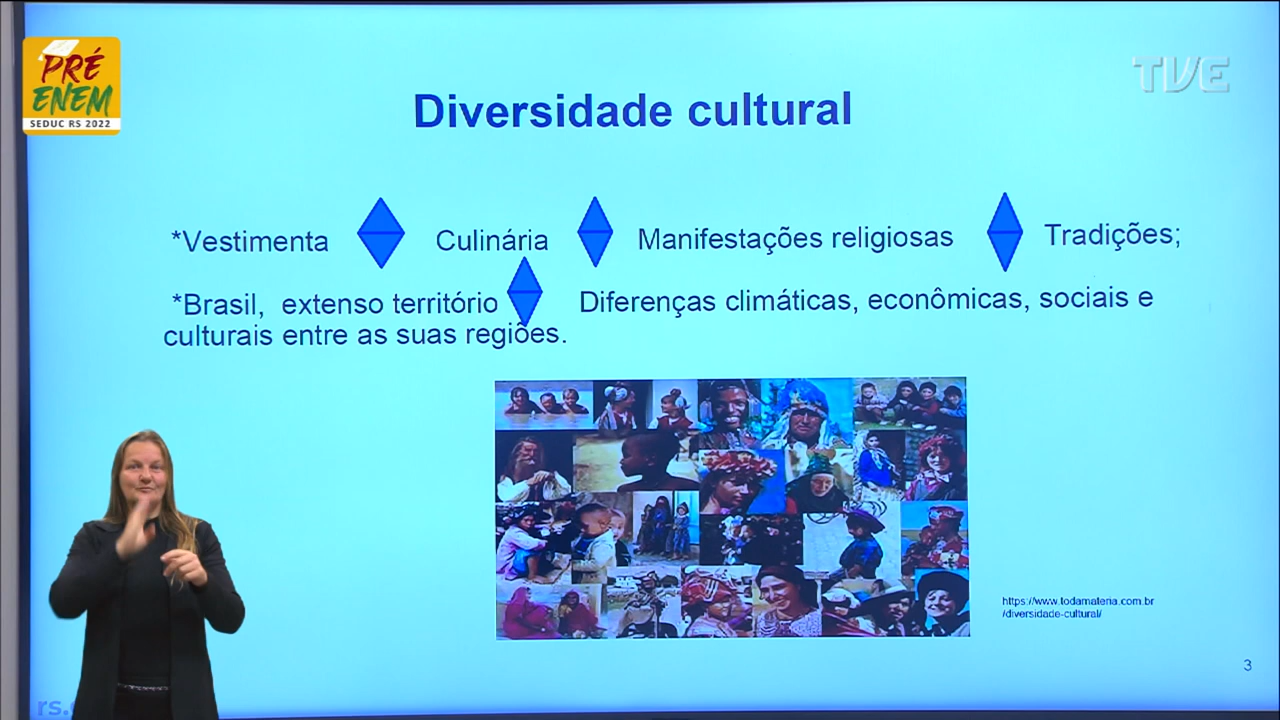 PRÉ
ENEM
SEDUC RS 2022
TVE
Diversidade cultural
*Vestimenta Culinária Manifestações religiosas Tradições;
*Brasil, extenso território Diferenças climáticas, econômicas, sociais e
culturais entre as suas regiões.
https://www.todamateria.com.br
/diversidade-cultural/
3